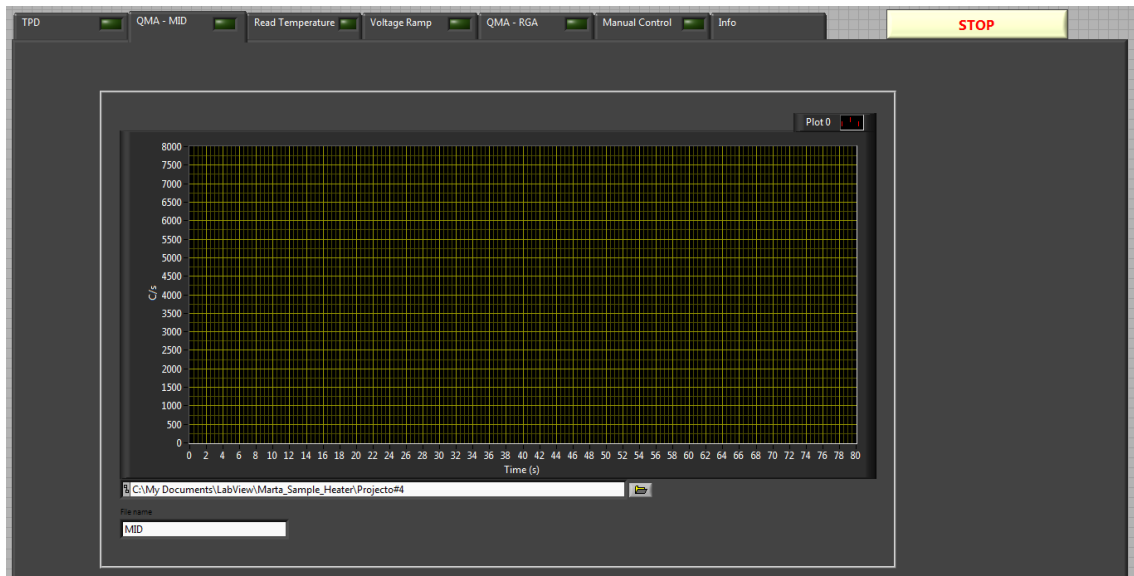 TPD QMA - MID Read Temperature Voltage Ramp QMA - RGA Manual Control Info STOP
Plot 0
8000
7500
7000
6500
6000
5500
5000
4500
C/s
4000
3500
3000
2500
2000
1500
1000
500
0
0 2 4 6 8 10 12 14 16 18 20 22 24 26 28 30 32 34 36 38 40 42 44 46 48 50 52 54 56 58 60 62 64 66 68 70 72 74 76 78 80
Time (s)
C:\My Documents\LabView\Marta_Sample_Heater\Projecto#4
File name
MID